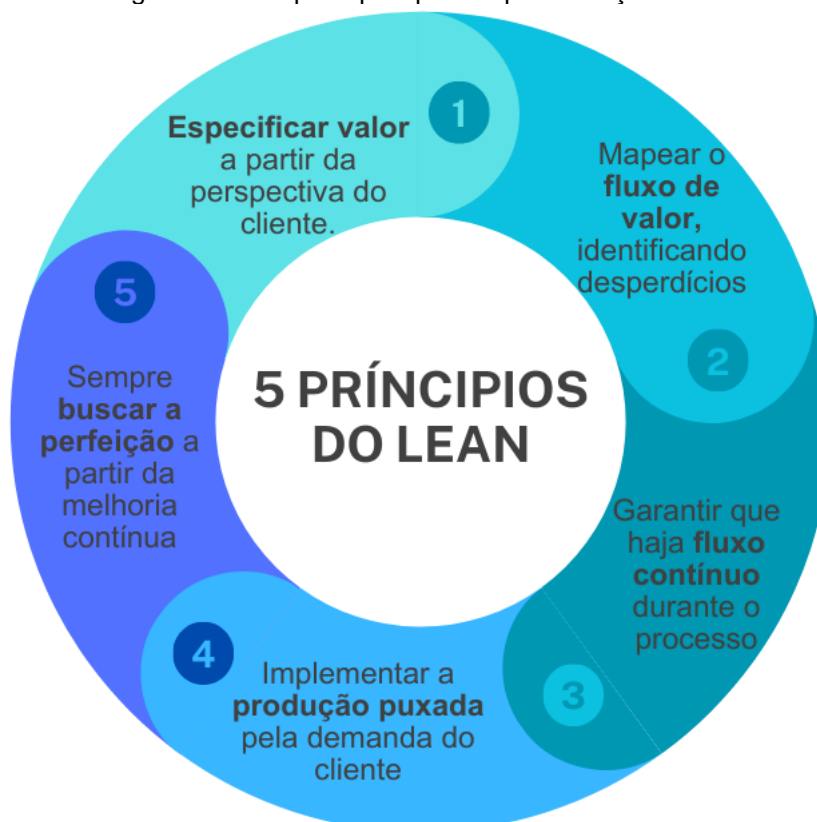 5 PRÍNCIPIOS
DO LEAN
1
Especificar valor
a partir da
perspectiva do
cliente.
Mapear o
fluxo de
valor,
identificando
desperdícios
2
Garantir que
haja fluxo
contínuo
durante o
processo
3
4
Implementar a
produção puxada
pela demanda do
cliente
5
Sempre
buscar a
perfeição a
partir da
melhoria
contínua